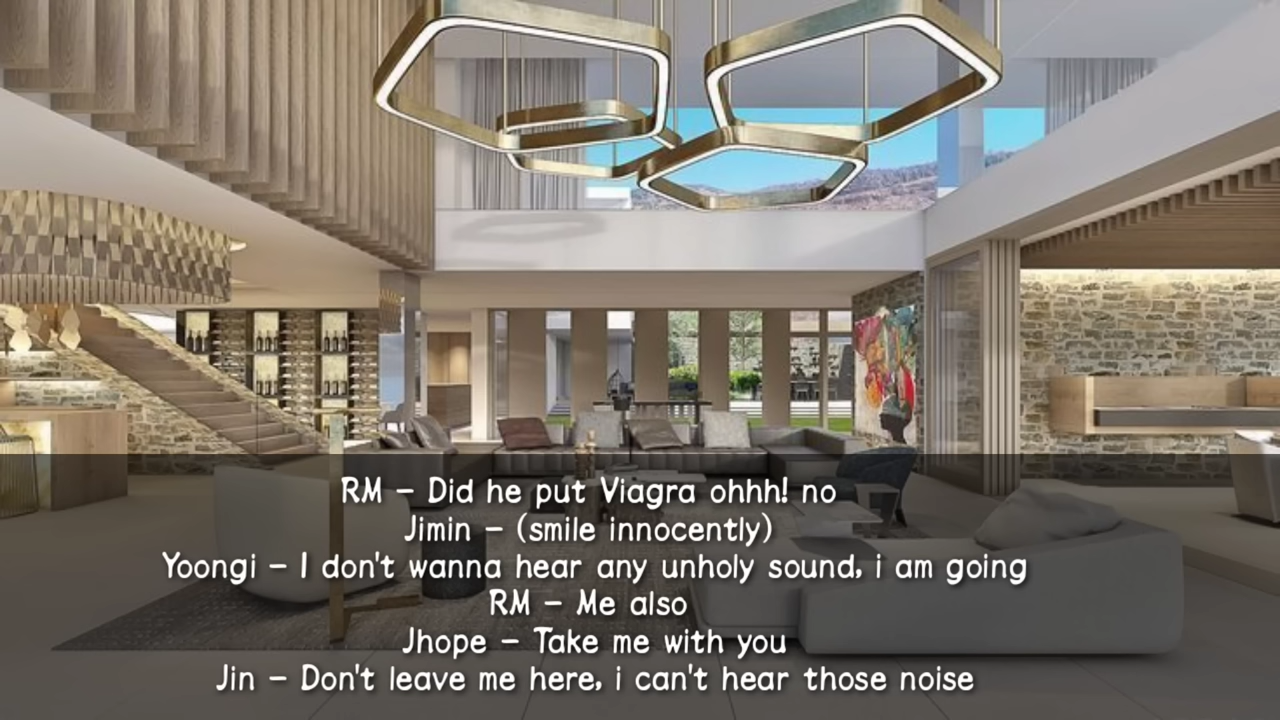 RM – Did he put Viagra ohhh! no
Jimin – (smile innocently)
Yoongi – I don't wanna hear any unholy sound, i am going
RM – Me also
Jhope – Take me with you
Jin – Don't leave me here, i can't hear those noise